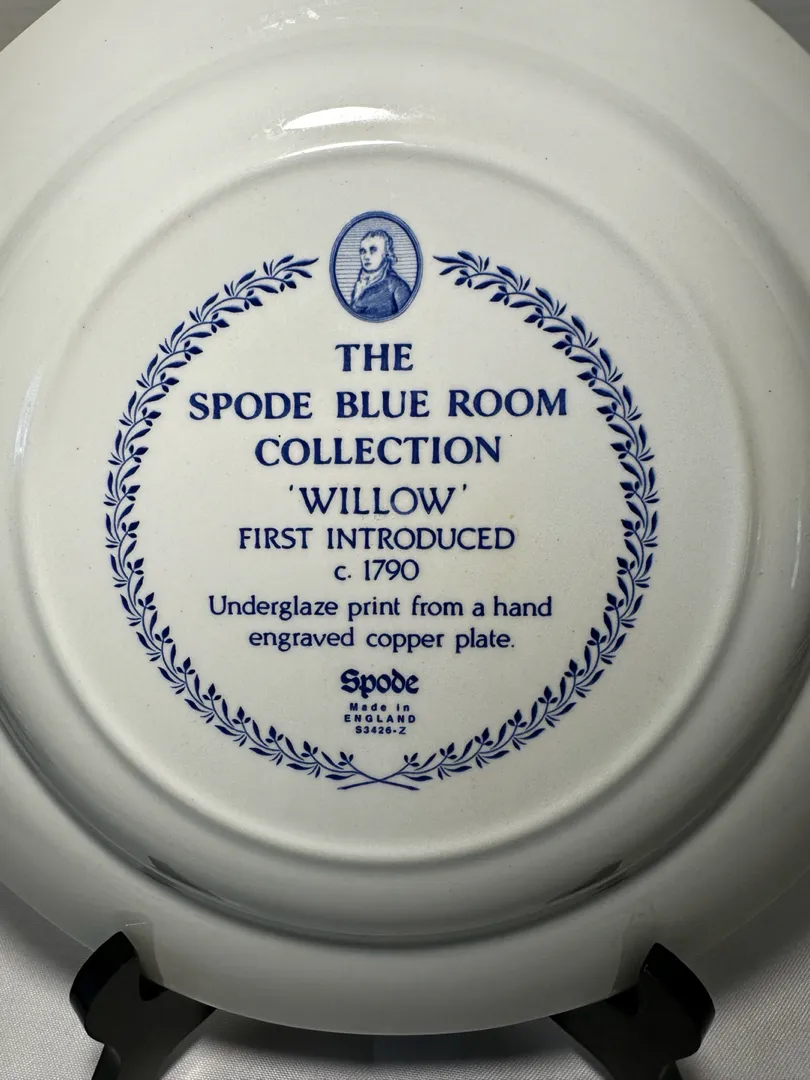 THE
SPODE BLUE ROOM
COLLECTION
'WILLOW'
FIRST INTRODUCED
c. 1790
Underglaze print from a hand
engraved copper plate.
Spode
Made in
ENGLAND
S3426-Z